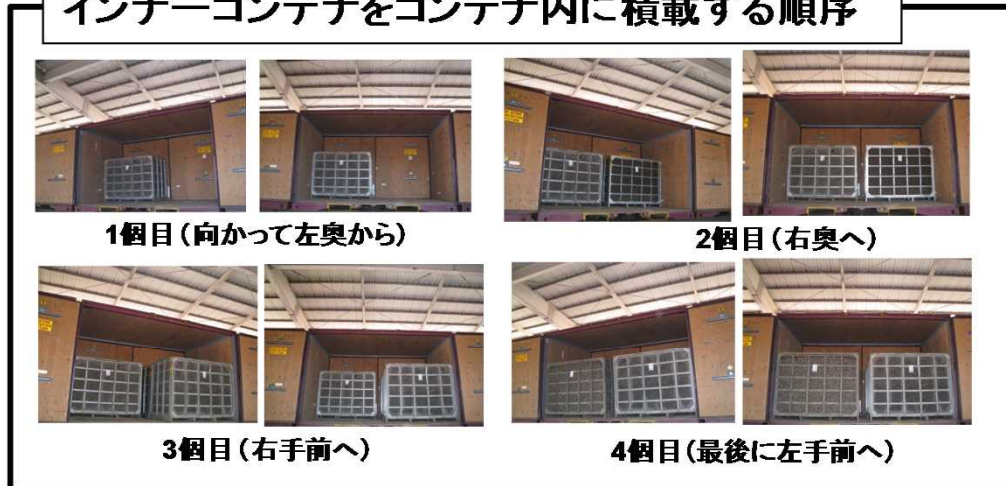 インナーコンテナをコンテナ内に積載する順序
1個目（向かって左奥から）
2個目（右奥へ）
3個目（右手前へ）
4個目（最後に左手前へ）